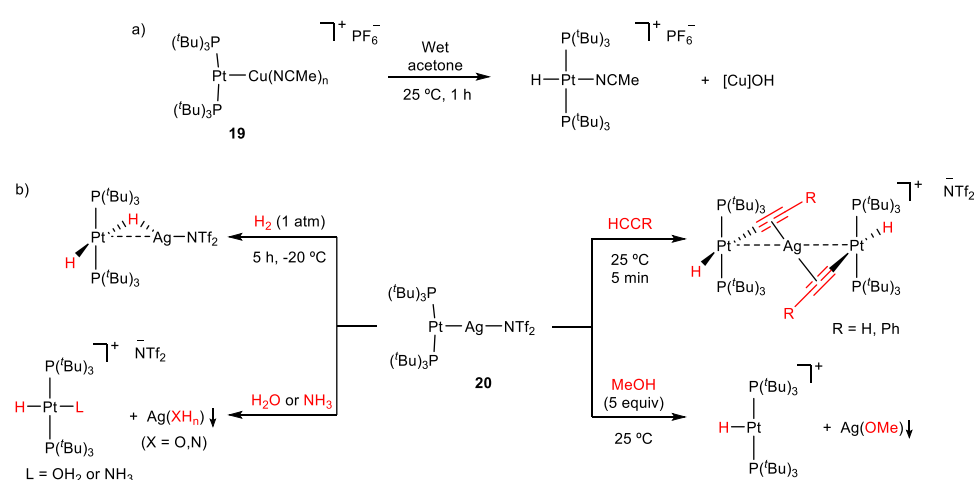 a)
(ᵗBu)₃P
Pt
Cu(NCMe)ₙ
(ᵗBu)₃P
+
PF₆⁻
19
Wet
acetone
25 ºC, 1 h
P(ᵗBu)₃
H
Pt
NCMe
P(ᵗBu)₃
+
PF₆⁻
+ [Cu]OH
b)
P(ᵗBu)₃
H
Pt
Ag
NTf₂
H
P(ᵗBu)₃
H₂ (1 atm)
5 h, -20 ºC
HCCR
25 ºC
5 min
R
P(ᵗBu)₃
P(ᵗBu)₃
H
Pt
Ag
Pt
H
P(ᵗBu)₃
P(ᵗBu)₃
R
+
N̅Tf₂
R = H, Ph
(ᵗBu)₃P
Pt
Ag
NTf₂
(ᵗBu)₃P
20
P(ᵗBu)₃
H
Pt
L
P(ᵗBu)₃
+
N̅Tf₂
+ Ag(XHₙ)
(X = O,N)
L = OH₂ or NH₃
H₂O or NH₃
MeOH
(5 equiv)
25 ºC
P(ᵗBu)₃
H
Pt
P(ᵗBu)₃
+
+ Ag(OMe)